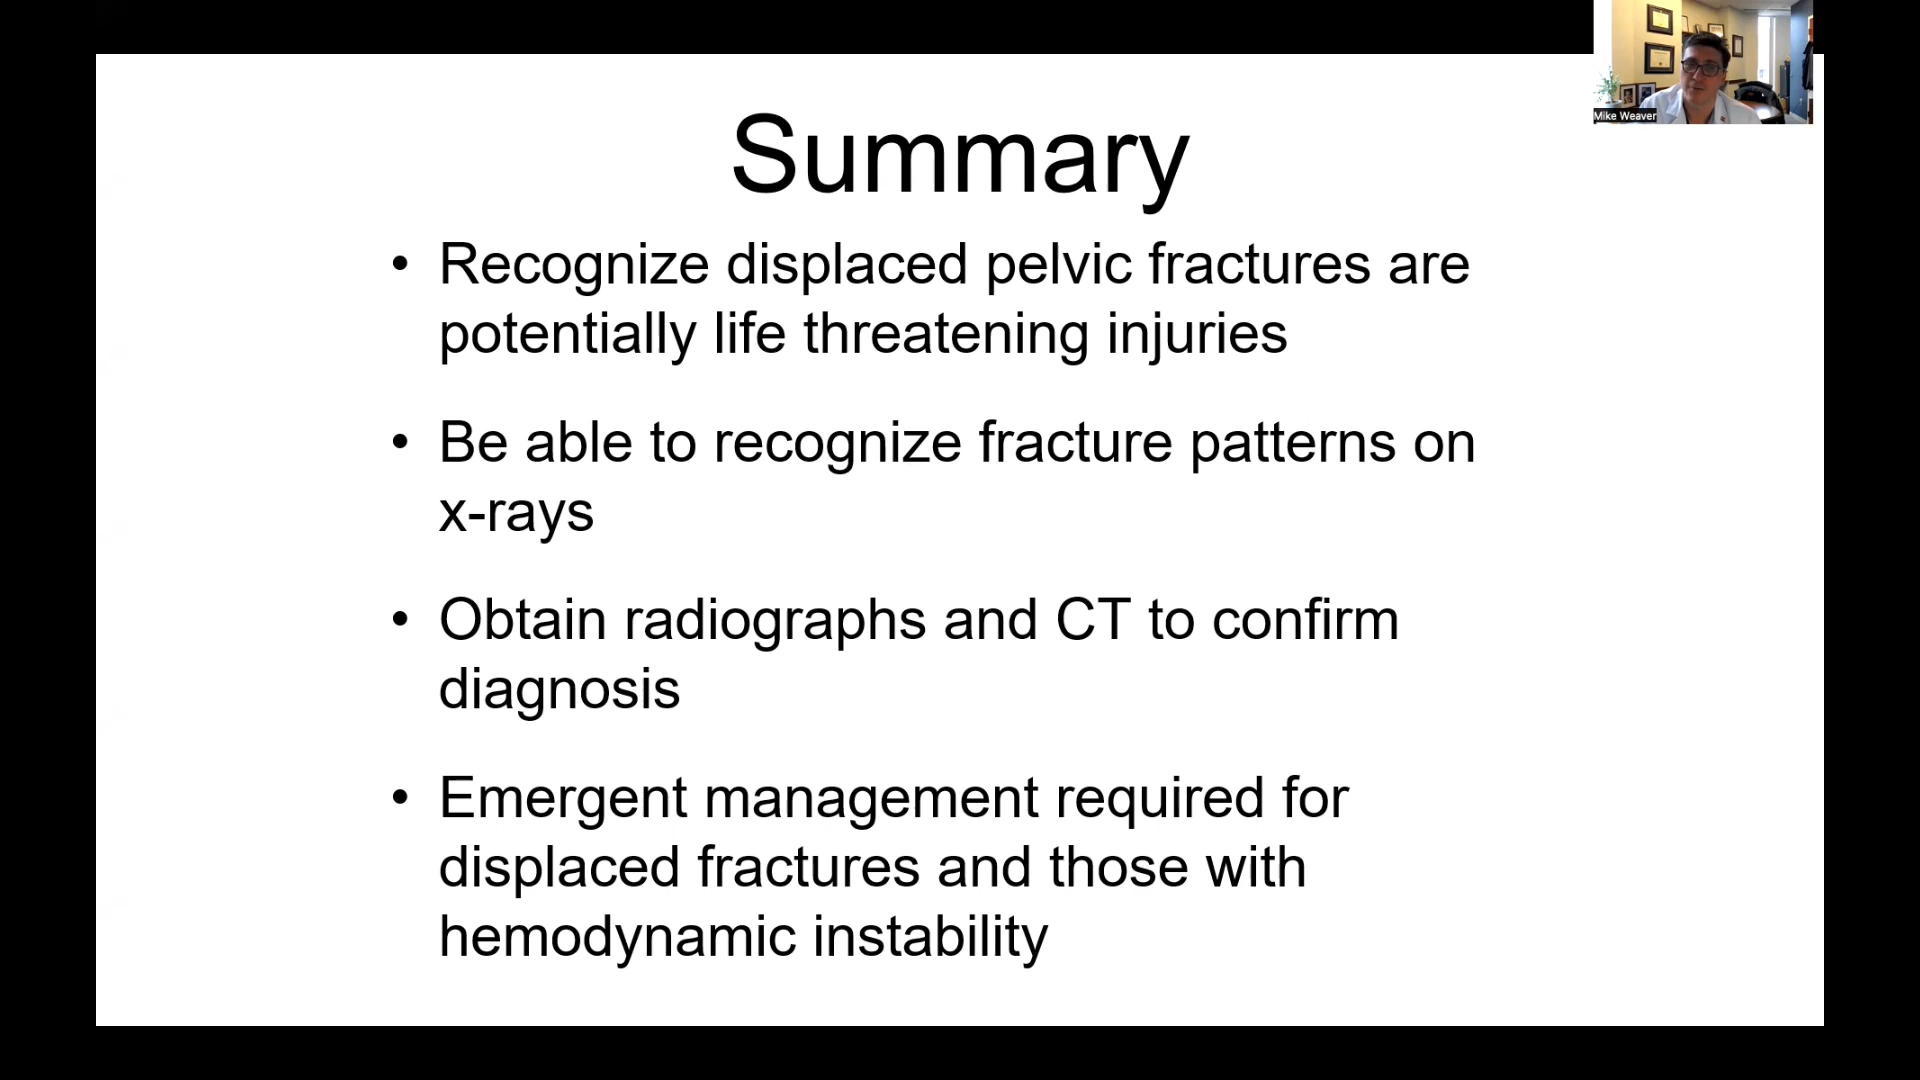 Summary
• Recognize displaced pelvic fractures are
potentially life threatening injuries
• Be able to recognize fracture patterns on
x-rays
• Obtain radiographs and CT to confirm
diagnosis
• Emergent management required for
displaced fractures and those with
hemodynamic instability
Mike Weaver